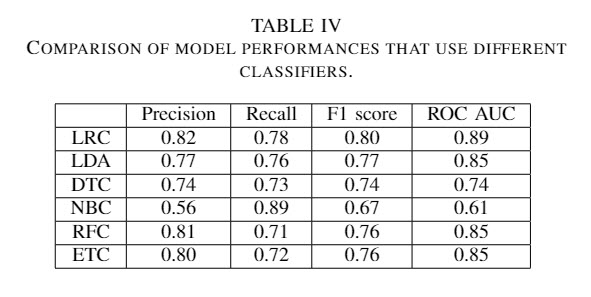 TABLE IV
COMPARISON OF MODEL PERFORMANCES THAT USE DIFFERENT
CLASSIFIERS.
Precision Recall F1 score ROC AUC
LRC 0.82 0.78 0.80 0.89
LDA 0.77 0.76 0.77 0.85
DTC 0.74 0.73 0.74 0.74
NBC 0.56 0.89 0.67 0.61
RFC 0.81 0.71 0.76 0.85
ETC 0.80 0.72 0.76 0.85